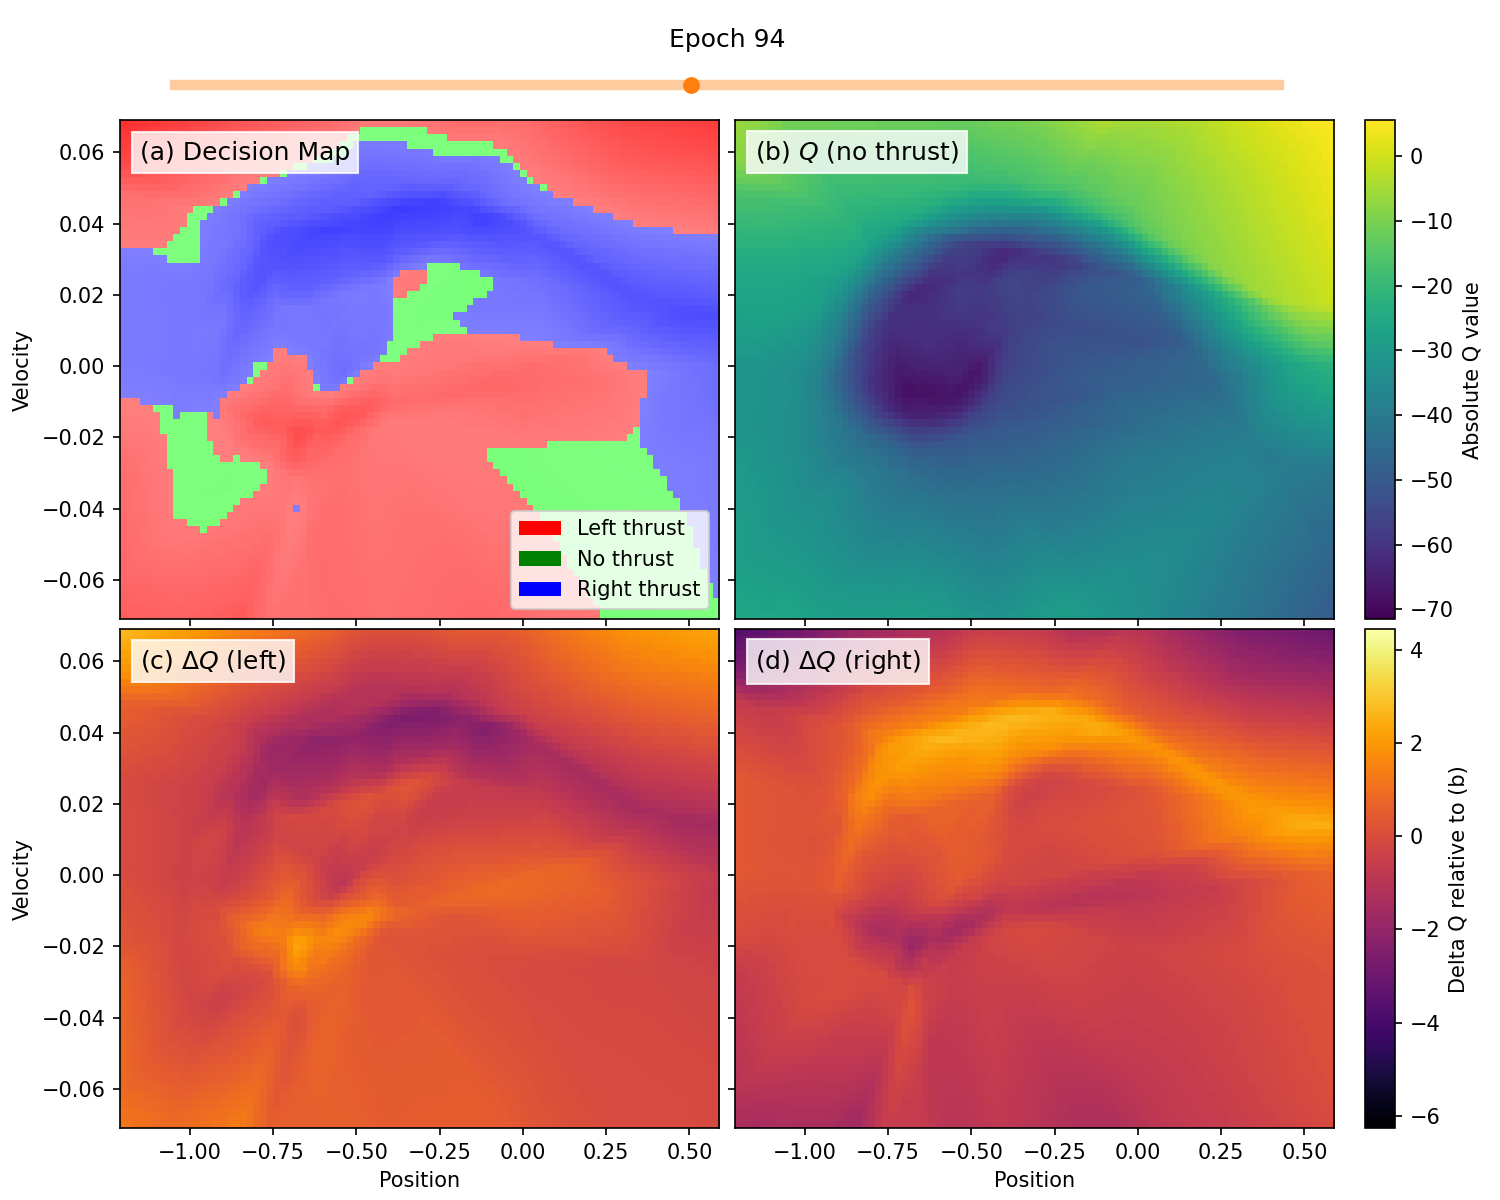 Epoch 94
(a) Decision Map
(b) Q (no thrust)
0.06
0.04
0.02
0.00
−0.02
−0.04
−0.06
Velocity
Left thrust
No thrust
Right thrust
0
−10
−20
−30
−40
−50
−60
−70
Absolute Q value
(c) ΔQ (left)
(d) ΔQ (right)
0.06
0.04
0.02
0.00
−0.02
−0.04
−0.06
Velocity
4
2
0
−2
−4
−6
Delta Q relative to (b)
−1.00 −0.75 −0.50 −0.25 0.00 0.25 0.50
Position
−1.00 −0.75 −0.50 −0.25 0.00 0.25 0.50
Position